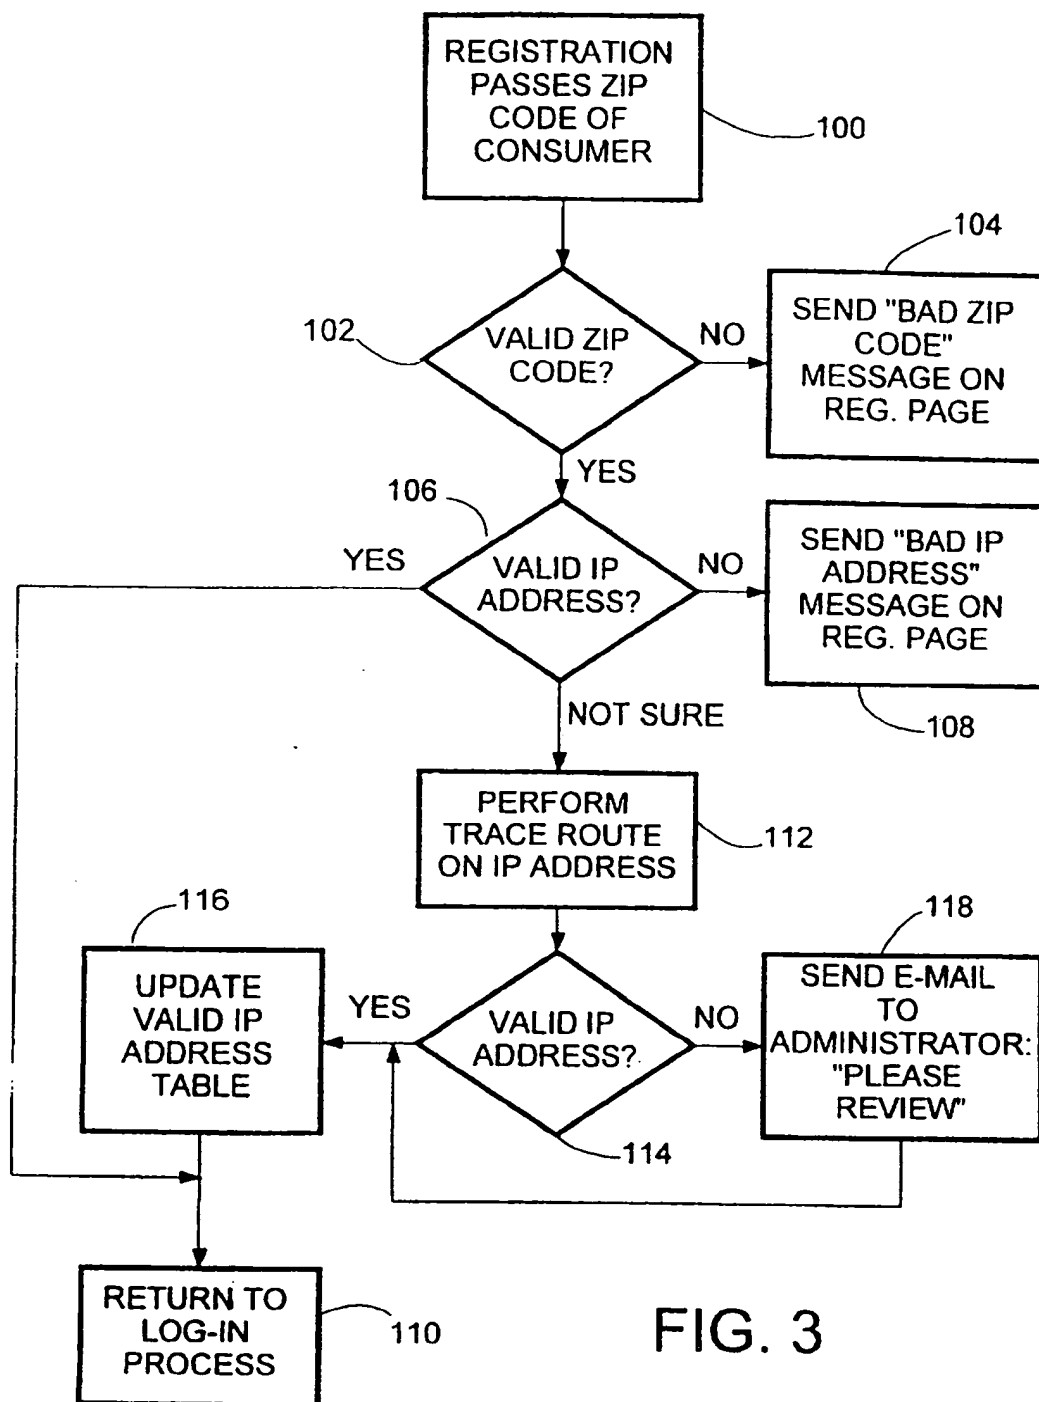 REGISTRATION
PASSES ZIP
CODE OF
CONSUMER
100
104
102
VALID ZIP
CODE?
NO
SEND "BAD ZIP
CODE"
MESSAGE ON
REG. PAGE
YES
106
YES
VALID IP
ADDRESS?
NO
SEND "BAD IP
ADDRESS"
MESSAGE ON
REG. PAGE
108
NOT SURE
PERFORM
TRACE ROUTE
ON IP ADDRESS
112
116
118
UPDATE
VALID IP
ADDRESS
TABLE
YES
VALID IP
ADDRESS?
NO
SEND E-MAIL
TO
ADMINISTRATOR:
"PLEASE
REVIEW"
114
RETURN TO
LOG-IN
PROCESS
110
FIG. 3